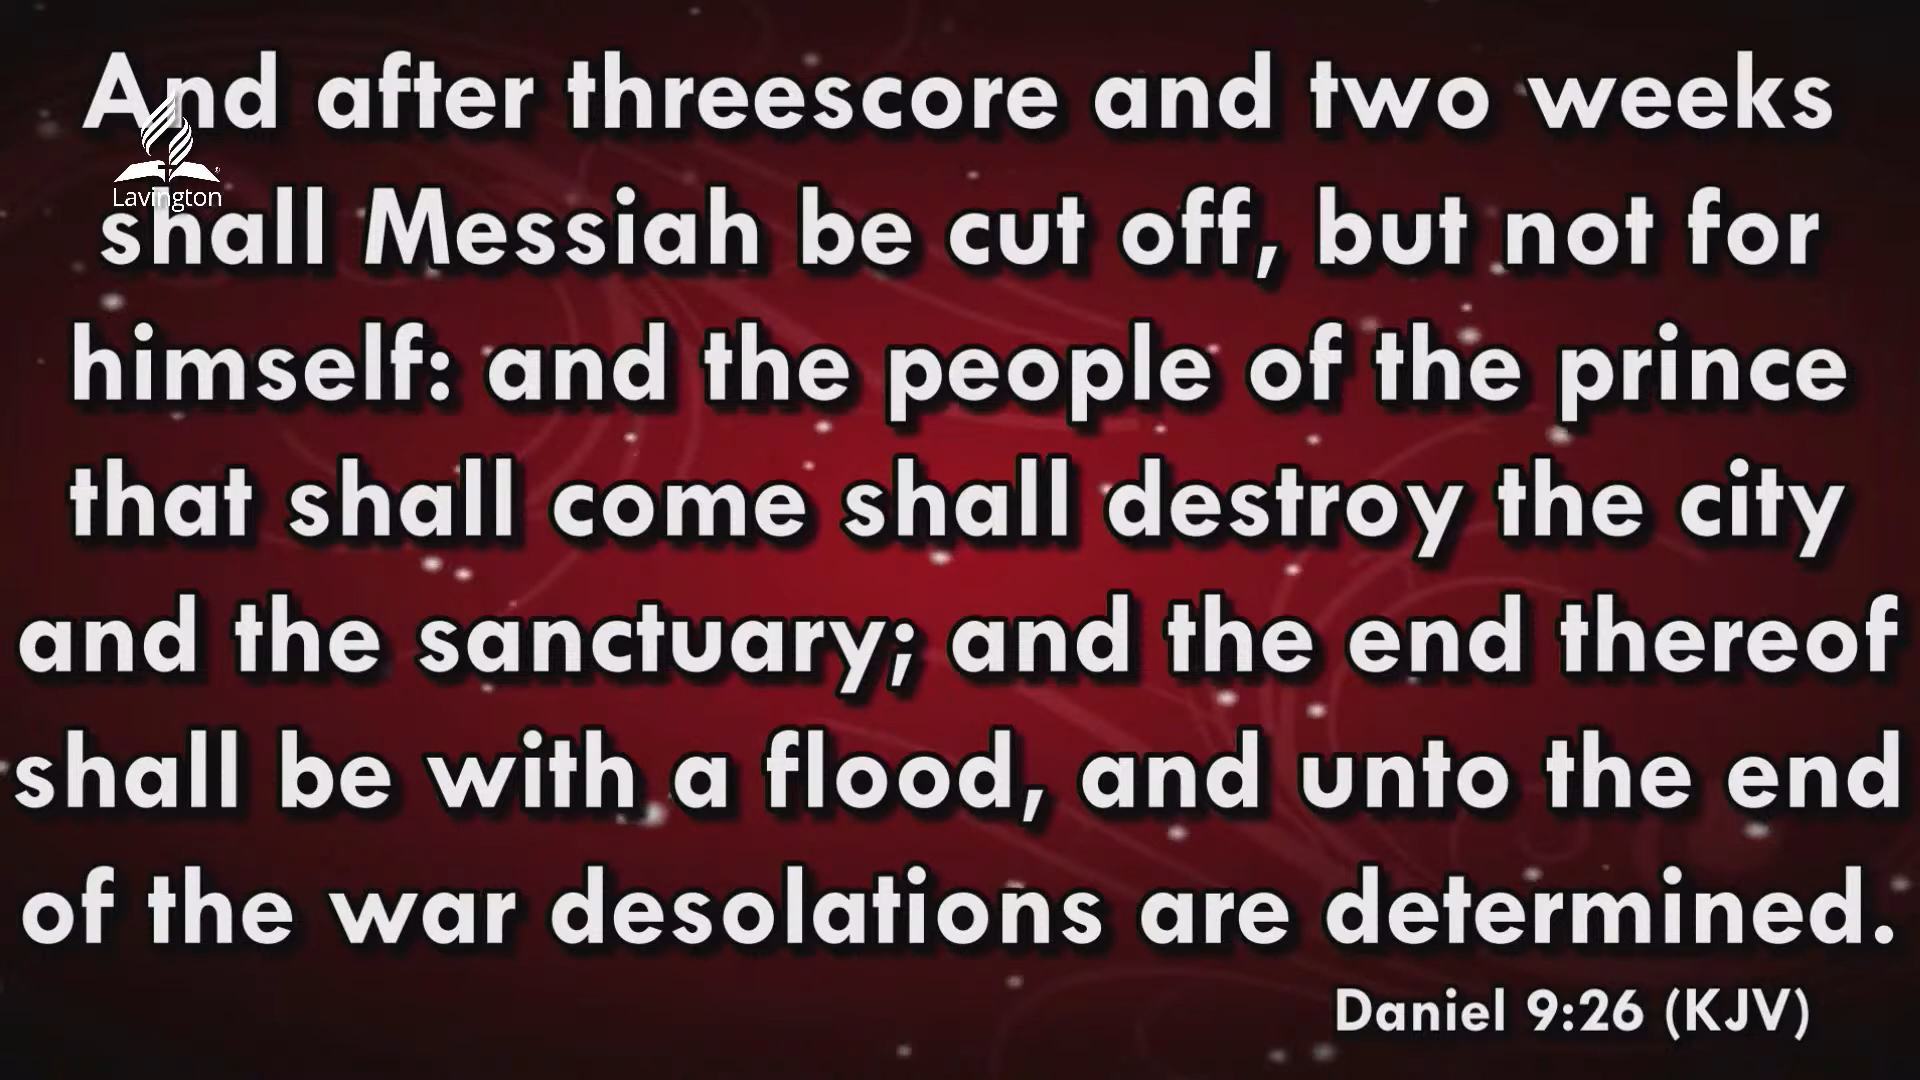 And after threescore and two weeks
Lavington
shall Messiah be cut off, but not for
himself: and the people of the prince
that shall come shall destroy the city
and the sanctuary; and the end thereof
shall be with a flood, and unto the end
of the war desolations are determined.
Daniel 9:26 (KJV)